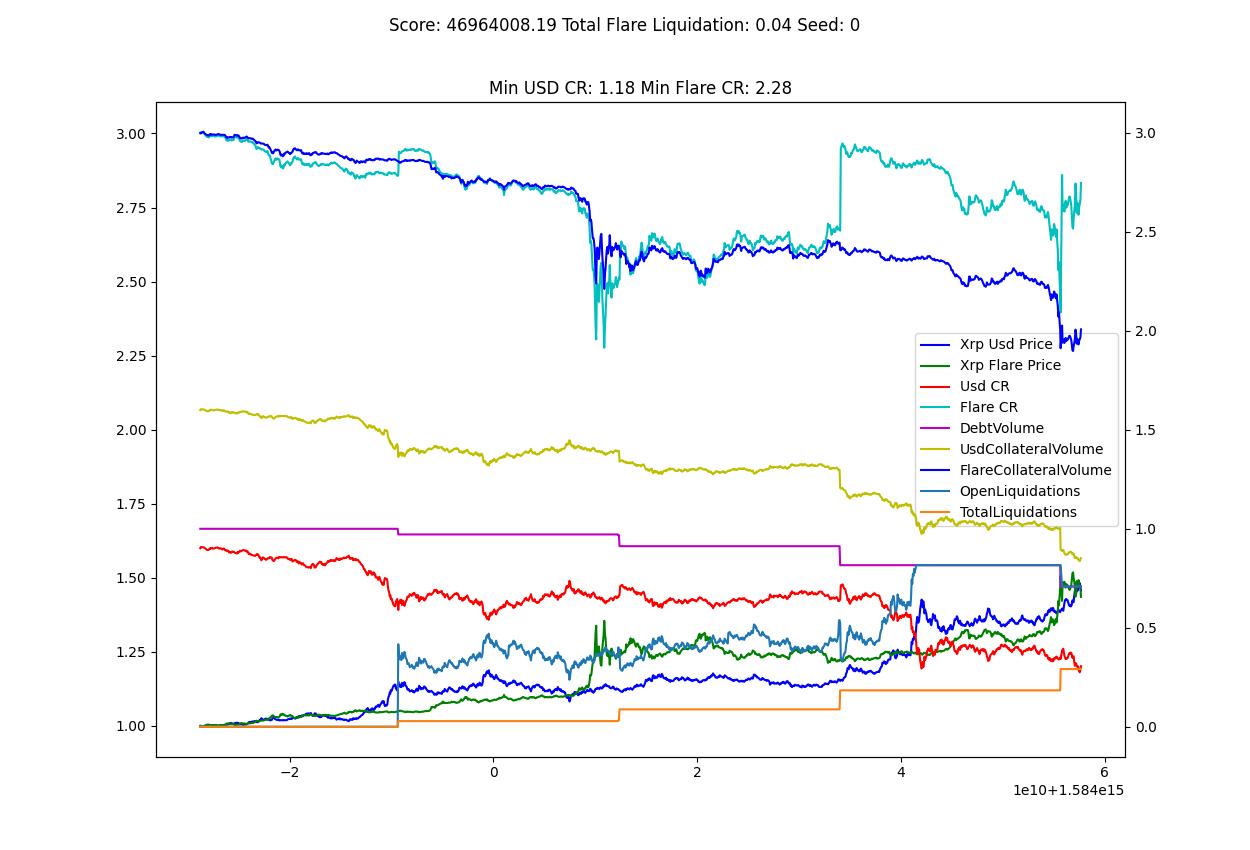 Score: 46964008.19 Total Flare Liquidation: 0.04 Seed: 0
Min USD CR: 1.18 Min Flare CR: 2.28
3.00
2.75
2.50
2.25
2.00
1.75
1.50
1.25
1.00
3.0
2.5
2.0
1.5
1.0
0.5
0.0
Xrp Usd Price
Xrp Flare Price
Usd CR
Flare CR
DebtVolume
UsdCollateralVolume
FlareCollateralVolume
OpenLiquidations
TotalLiquidations
−2 0 2 4 6
1e10+1.584e15